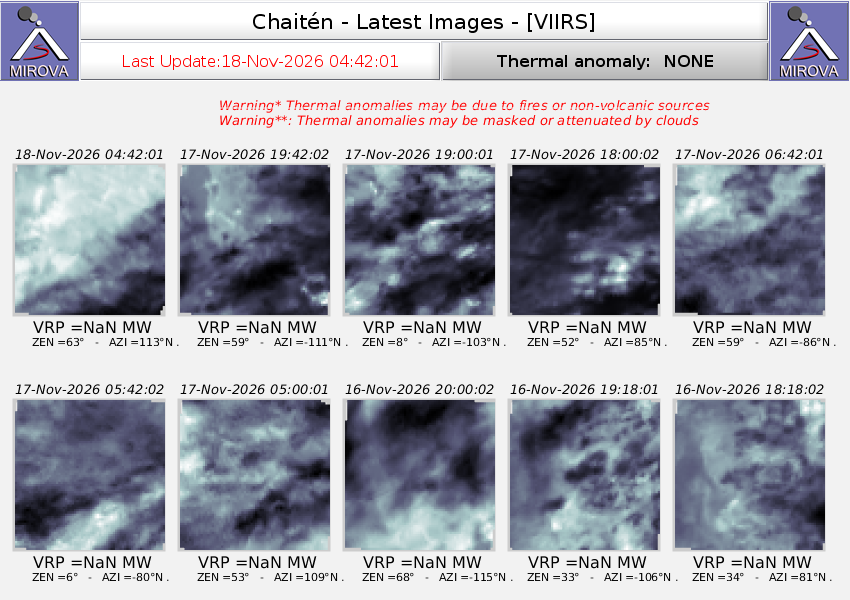 Chaitén - Latest Images - [VIIRS]
MIROVA
Last Update:18-Nov-2026 04:42:01
Thermal anomaly: NONE
MIROVA
Warning* Thermal anomalies may be due to fires or non-volcanic sources
Warning**: Thermal anomalies may be masked or attenuated by clouds
18-Nov-2026 04:42:01
17-Nov-2026 19:42:02
17-Nov-2026 19:00:01
17-Nov-2026 18:00:02
17-Nov-2026 06:42:01
VRP =NaN MW
VRP =NaN MW
VRP =NaN MW
VRP =NaN MW
VRP =NaN MW
ZEN =63° - AZI =113°N .
ZEN =59° - AZI =-111°N .
ZEN =8° - AZI =-103°N .
ZEN =52° - AZI =85°N .
ZEN =59° - AZI =-86°N .
17-Nov-2026 05:42:02
17-Nov-2026 05:00:01
16-Nov-2026 20:00:02
16-Nov-2026 19:18:01
16-Nov-2026 18:18:02
VRP =NaN MW
VRP =NaN MW
VRP =NaN MW
VRP =NaN MW
VRP =NaN MW
ZEN =6° - AZI =-80°N .
ZEN =53° - AZI =109°N .
ZEN =68° - AZI =-115°N .
ZEN =33° - AZI =-106°N .
ZEN =34° - AZI =81°N .